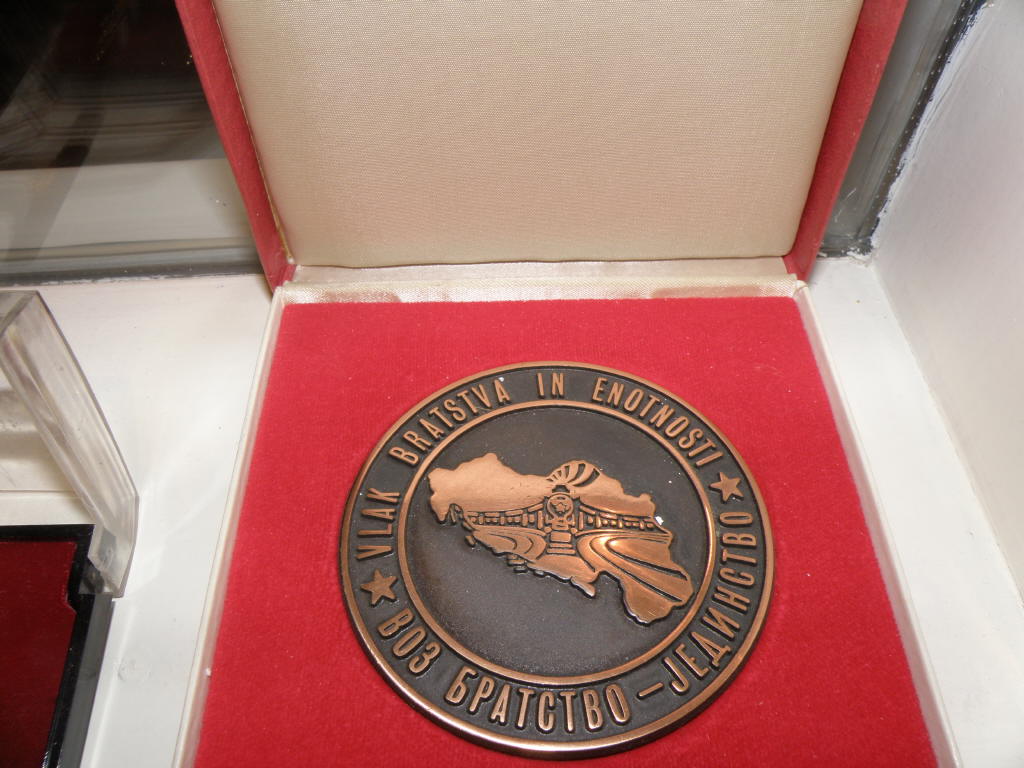 VLAK BRATSTVA IN ENOTNOSTI
ВОЗ БРАТСТВО – ЈЕДИНСТВО